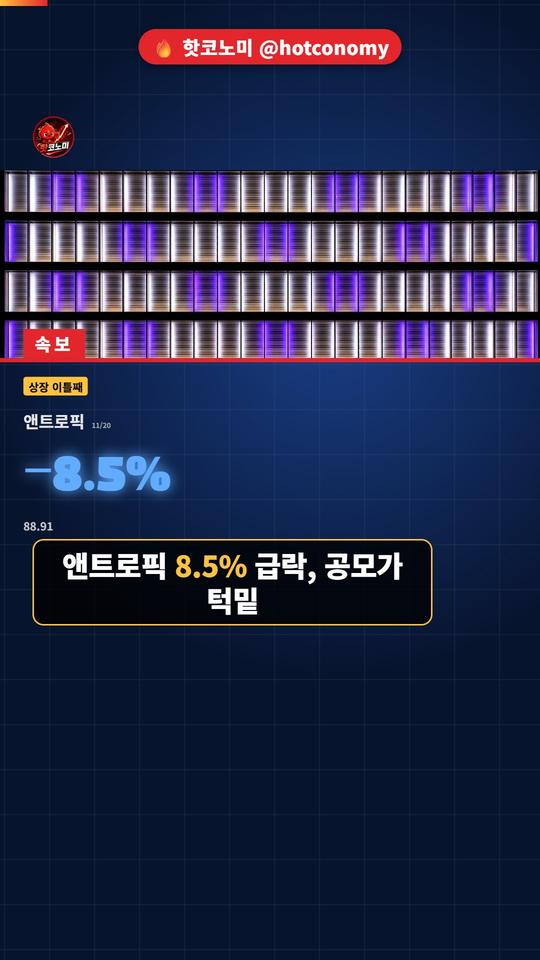 🔥 핫코노미 @hotconomy
핫코노미
속보
상장 이틀째
앤트로픽 11/20
−8.5%
88.91
앤트로픽 8.5% 급락, 공모가
턱밑